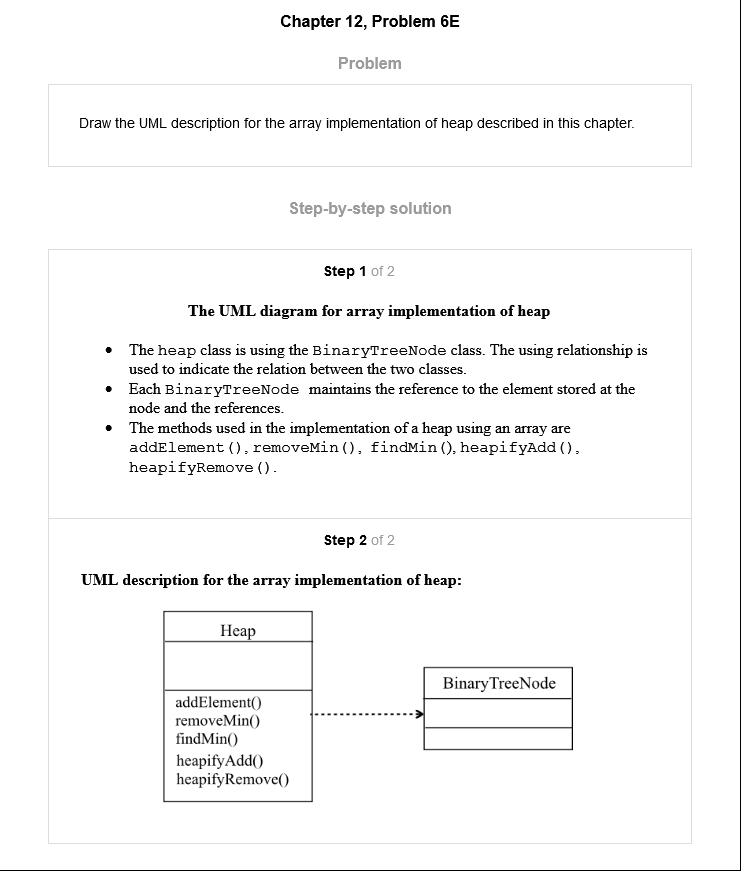 Chapter 12, Problem 6E
Problem
Draw the UML description for the array implementation of heap described in this chapter.
Step-by-step solution
Step 1 of 2
The UML diagram for array implementation of heap
• The heap class is using the BinaryTreeNode class. The using relationship is
used to indicate the relation between the two classes.
• Each BinaryTreeNode maintains the reference to the element stored at the
node and the references.
• The methods used in the implementation of a heap using an array are
addElement(), removeMin(), findMin(), heapifyAdd(),
heapifyRemove().
Step 2 of 2
UML description for the array implementation of heap:
Heap
addElement()
removeMin()
findMin()
heapifyAdd()
heapifyRemove()
BinaryTreeNode